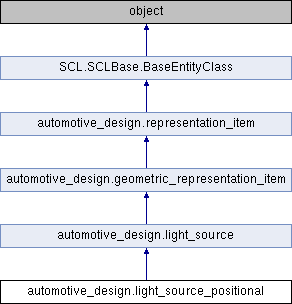 object
SCL.SCLBase.BaseEntityClass
automotive_design.representation_item
automotive_design.geometric_representation_item
automotive_design.light_source
automotive_design.light_source_positional